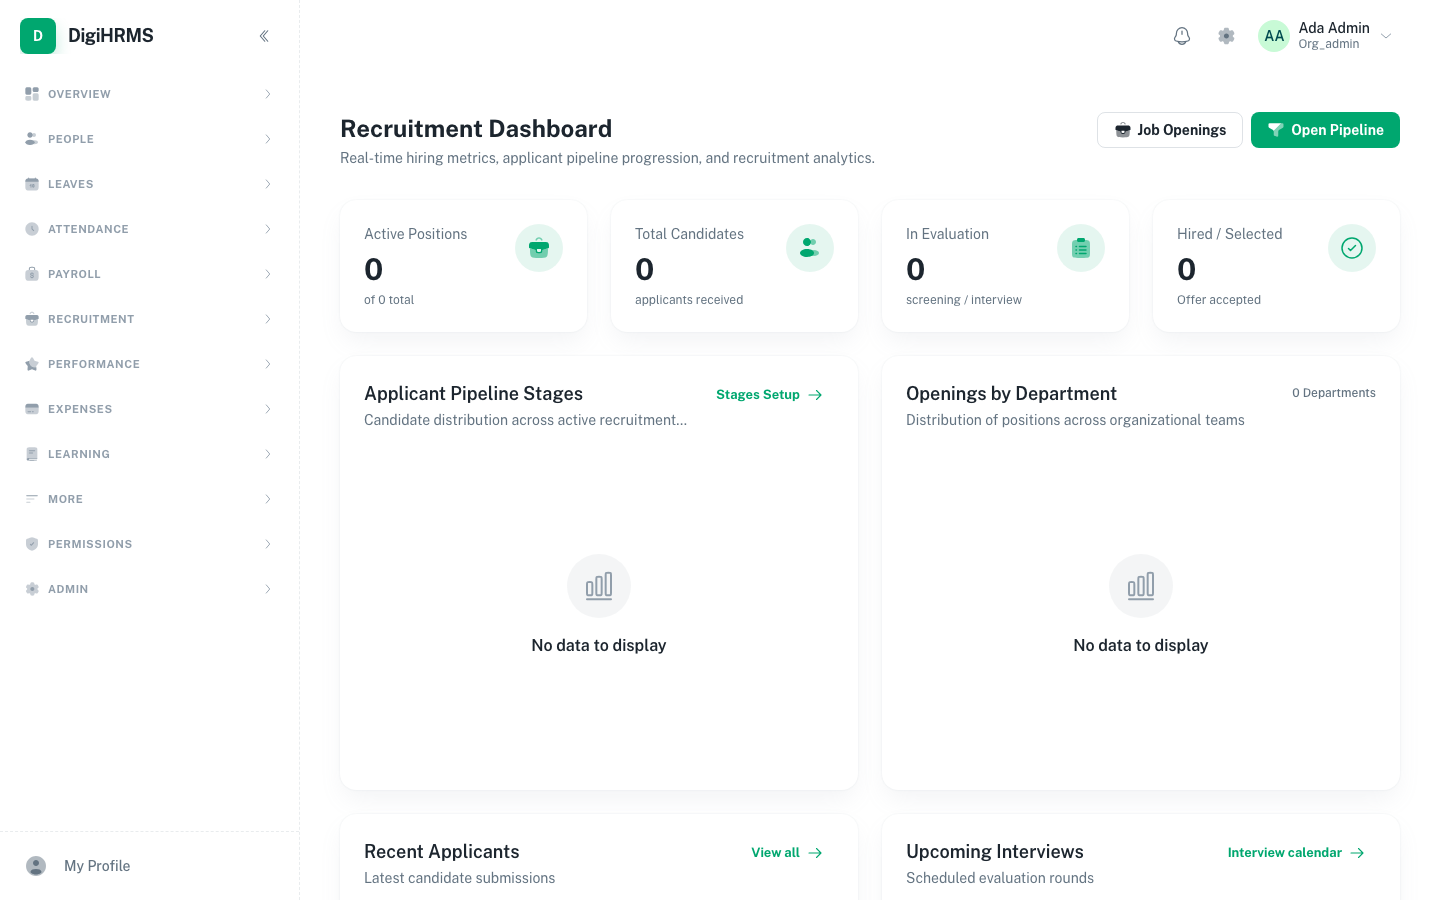 D DigiHRMS
OVERVIEW
PEOPLE
LEAVES
ATTENDANCE
PAYROLL
RECRUITMENT
PERFORMANCE
EXPENSES
LEARNING
MORE
PERMISSIONS
ADMIN
My Profile
AA Ada Admin
Org_admin
Recruitment Dashboard
Real-time hiring metrics, applicant pipeline progression, and recruitment analytics.
Job Openings
Open Pipeline
Active Positions
0
of 0 total
Total Candidates
0
applicants received
In Evaluation
0
screening / interview
Hired / Selected
0
Offer accepted
Applicant Pipeline Stages
Stages Setup
Candidate distribution across active recruitment...
No data to display
Openings by Department
0 Departments
Distribution of positions across organizational teams
No data to display
Recent Applicants
View all
Latest candidate submissions
Upcoming Interviews
Interview calendar
Scheduled evaluation rounds